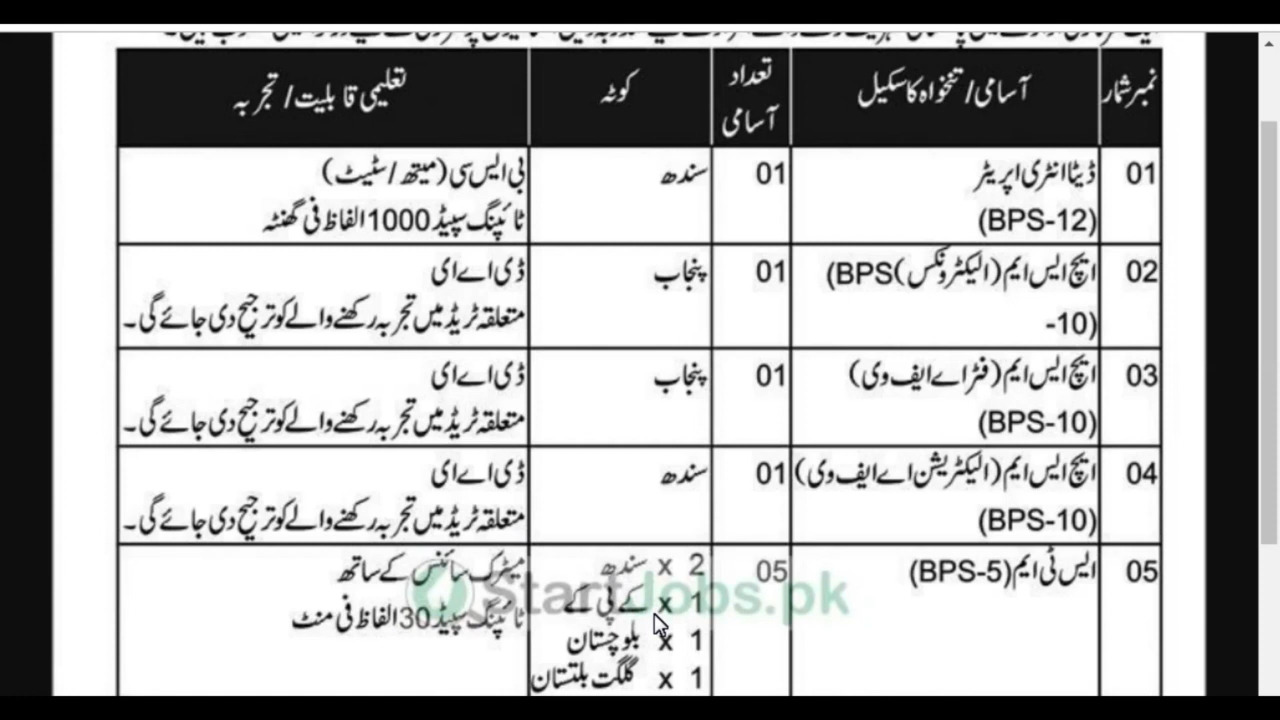 نمبر شمار
آسامی/تنخواہ کا سکیل
تعداد
آسامی
کوٹہ
تعلیمی قابلیت/تجربہ
01
ڈیٹا انٹری اپریٹر
(BPS-12)
01
سندھ
بی ایس سی (میتھ/سٹیٹ)
ٹائپنگ سپیڈ 1000 الفاظ فی گھنٹہ
02
ایچ ایس ایم (الیکٹرونکس) (BPS
-10)
01
پنجاب
ڈی اے ای
متعلقہ ٹریڈ میں تجربہ رکھنے والے کو ترجیح دی جائے گی۔
03
ایچ ایس ایم (فٹر اے ایف وی)
(BPS-10)
01
پنجاب
ڈی اے ای
متعلقہ ٹریڈ میں تجربہ رکھنے والے کو ترجیح دی جائے گی۔
04
ایچ ایس ایم (الیکٹریشن اے ایف وی)
(BPS-10)
01
سندھ
ڈی اے ای
متعلقہ ٹریڈ میں تجربہ رکھنے والے کو ترجیح دی جائے گی۔
05
ایس ٹی ایم (BPS-5)
05
2 x سندھ
1 x کے پی کے
1 x بلوچستان
1 x گلگت بلتستان
میٹرک سائنس کے ساتھ
ٹائپنگ سپیڈ 30 الفاظ فی منٹ
StartJobs.pk